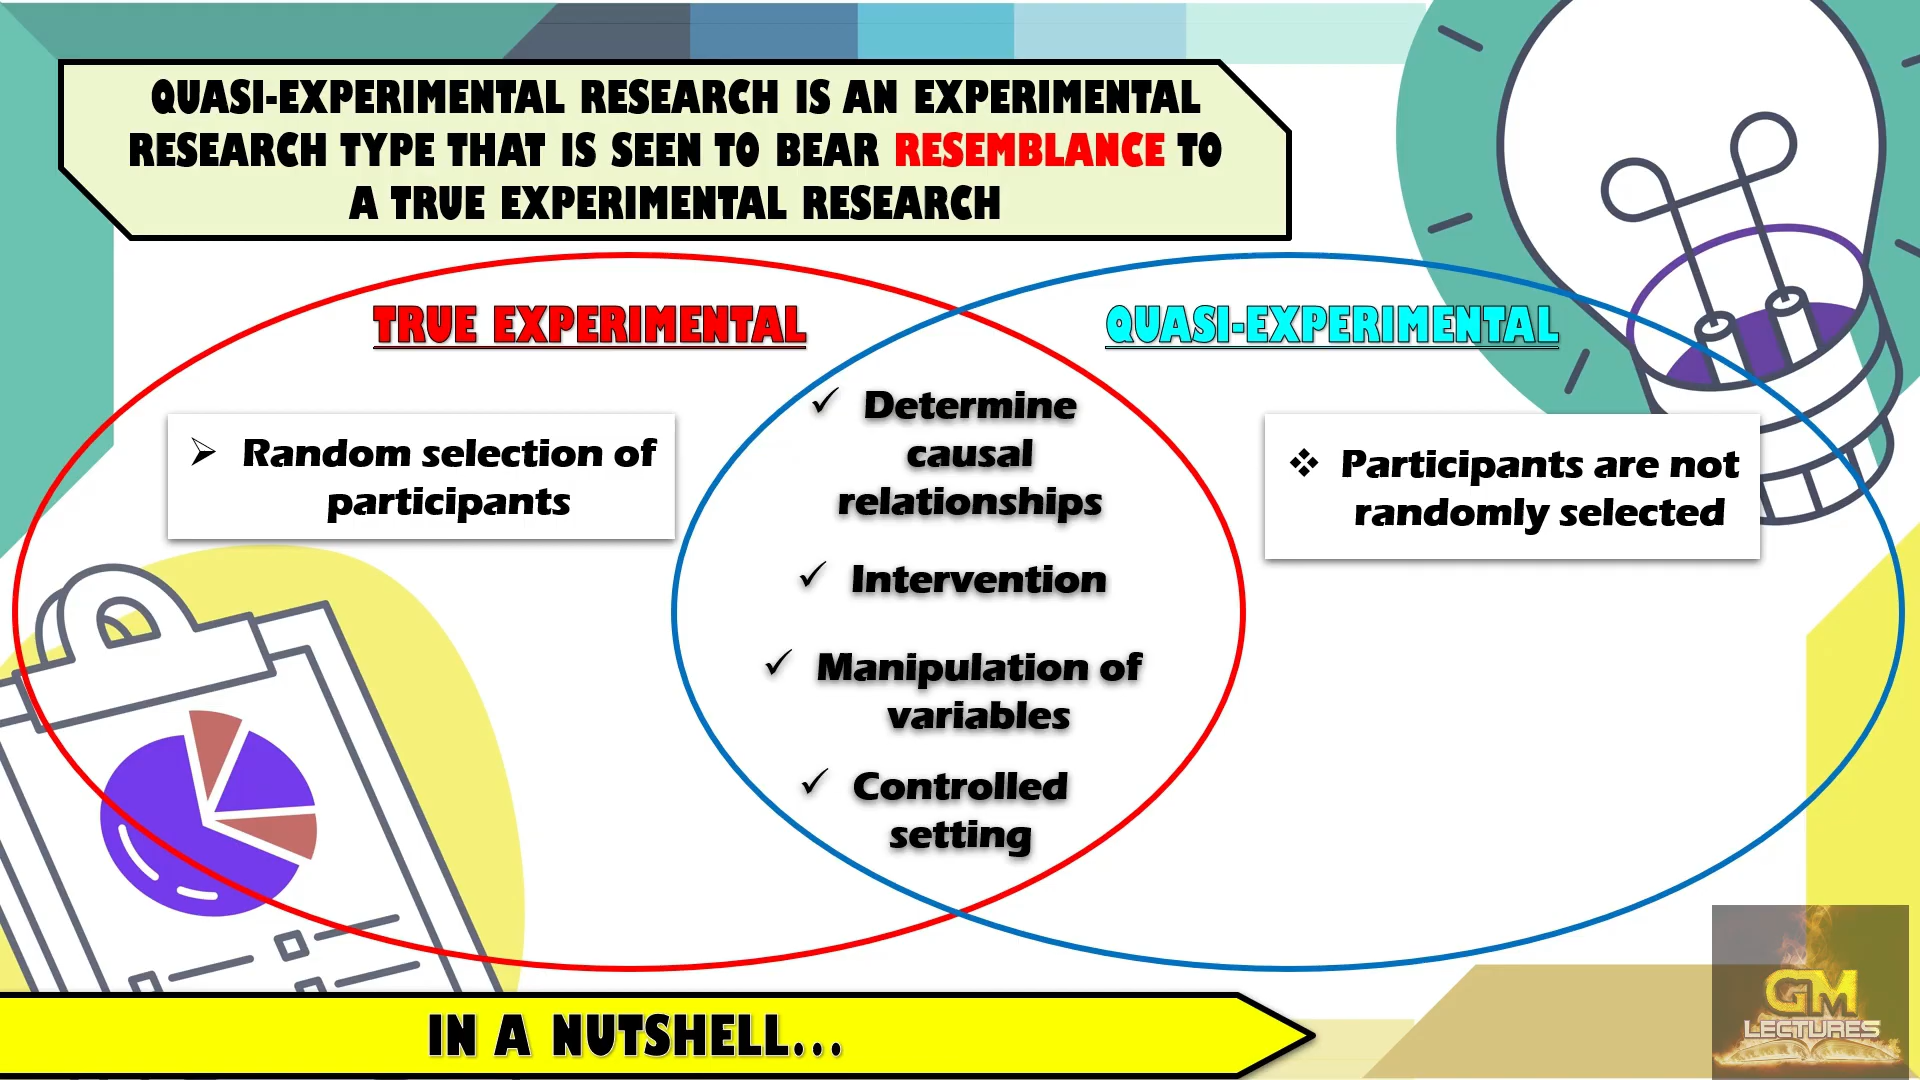 QUASI-EXPERIMENTAL RESEARCH IS AN EXPERIMENTAL
RESEARCH TYPE THAT IS SEEN TO BEAR RESEMBLANCE TO
A TRUE EXPERIMENTAL RESEARCH
TRUE EXPERIMENTAL
QUASI-EXPERIMENTAL
Random selection of
participants
Determine
causal
relationships
Intervention
Manipulation of
variables
Controlled
setting
Participants are not
randomly selected
IN A NUTSHELL...
GM
LECTURES